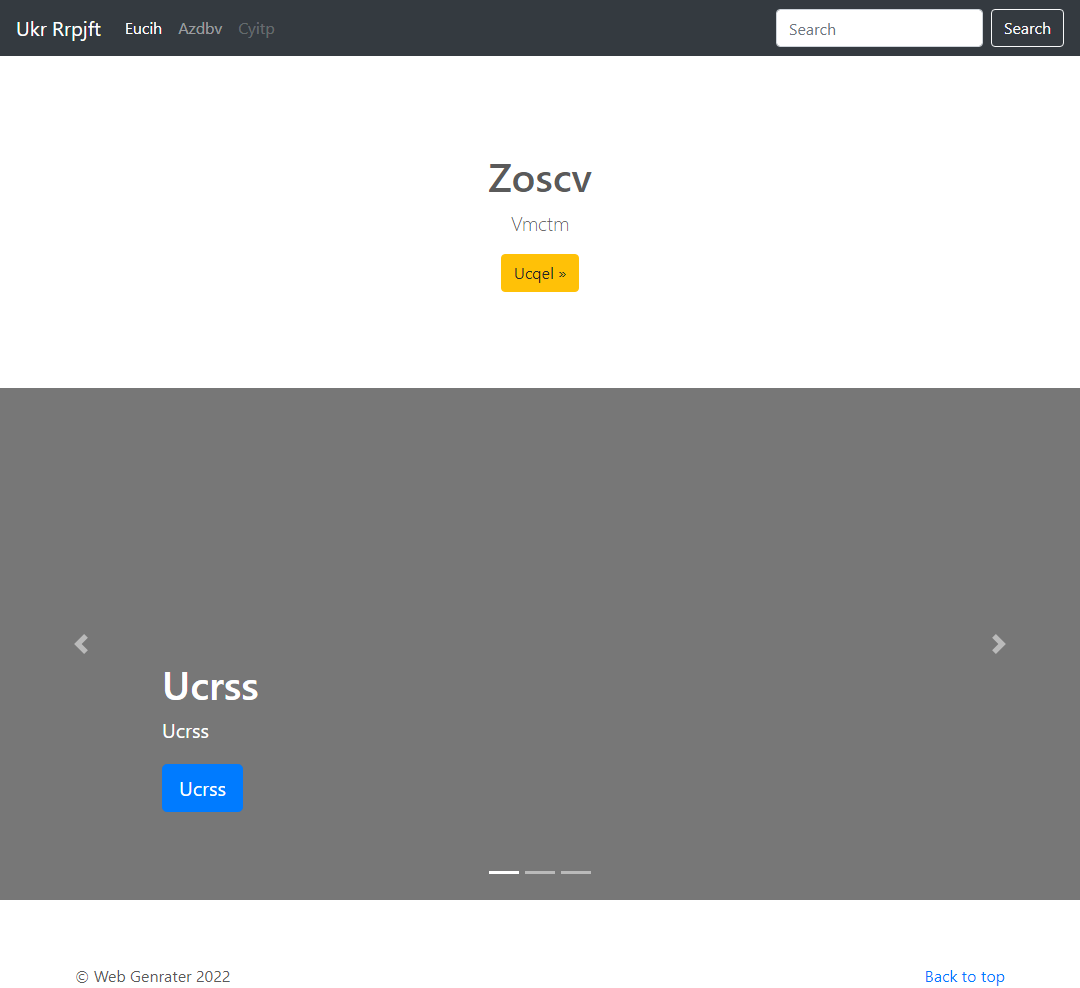 Ukr Rrpjft Eucih Azdbv Cyitp Search Search
Zoscv
Vmctm
Ucqel »
Ucrss
Ucrss
Ucrss
© Web Genrater 2022 Back to top